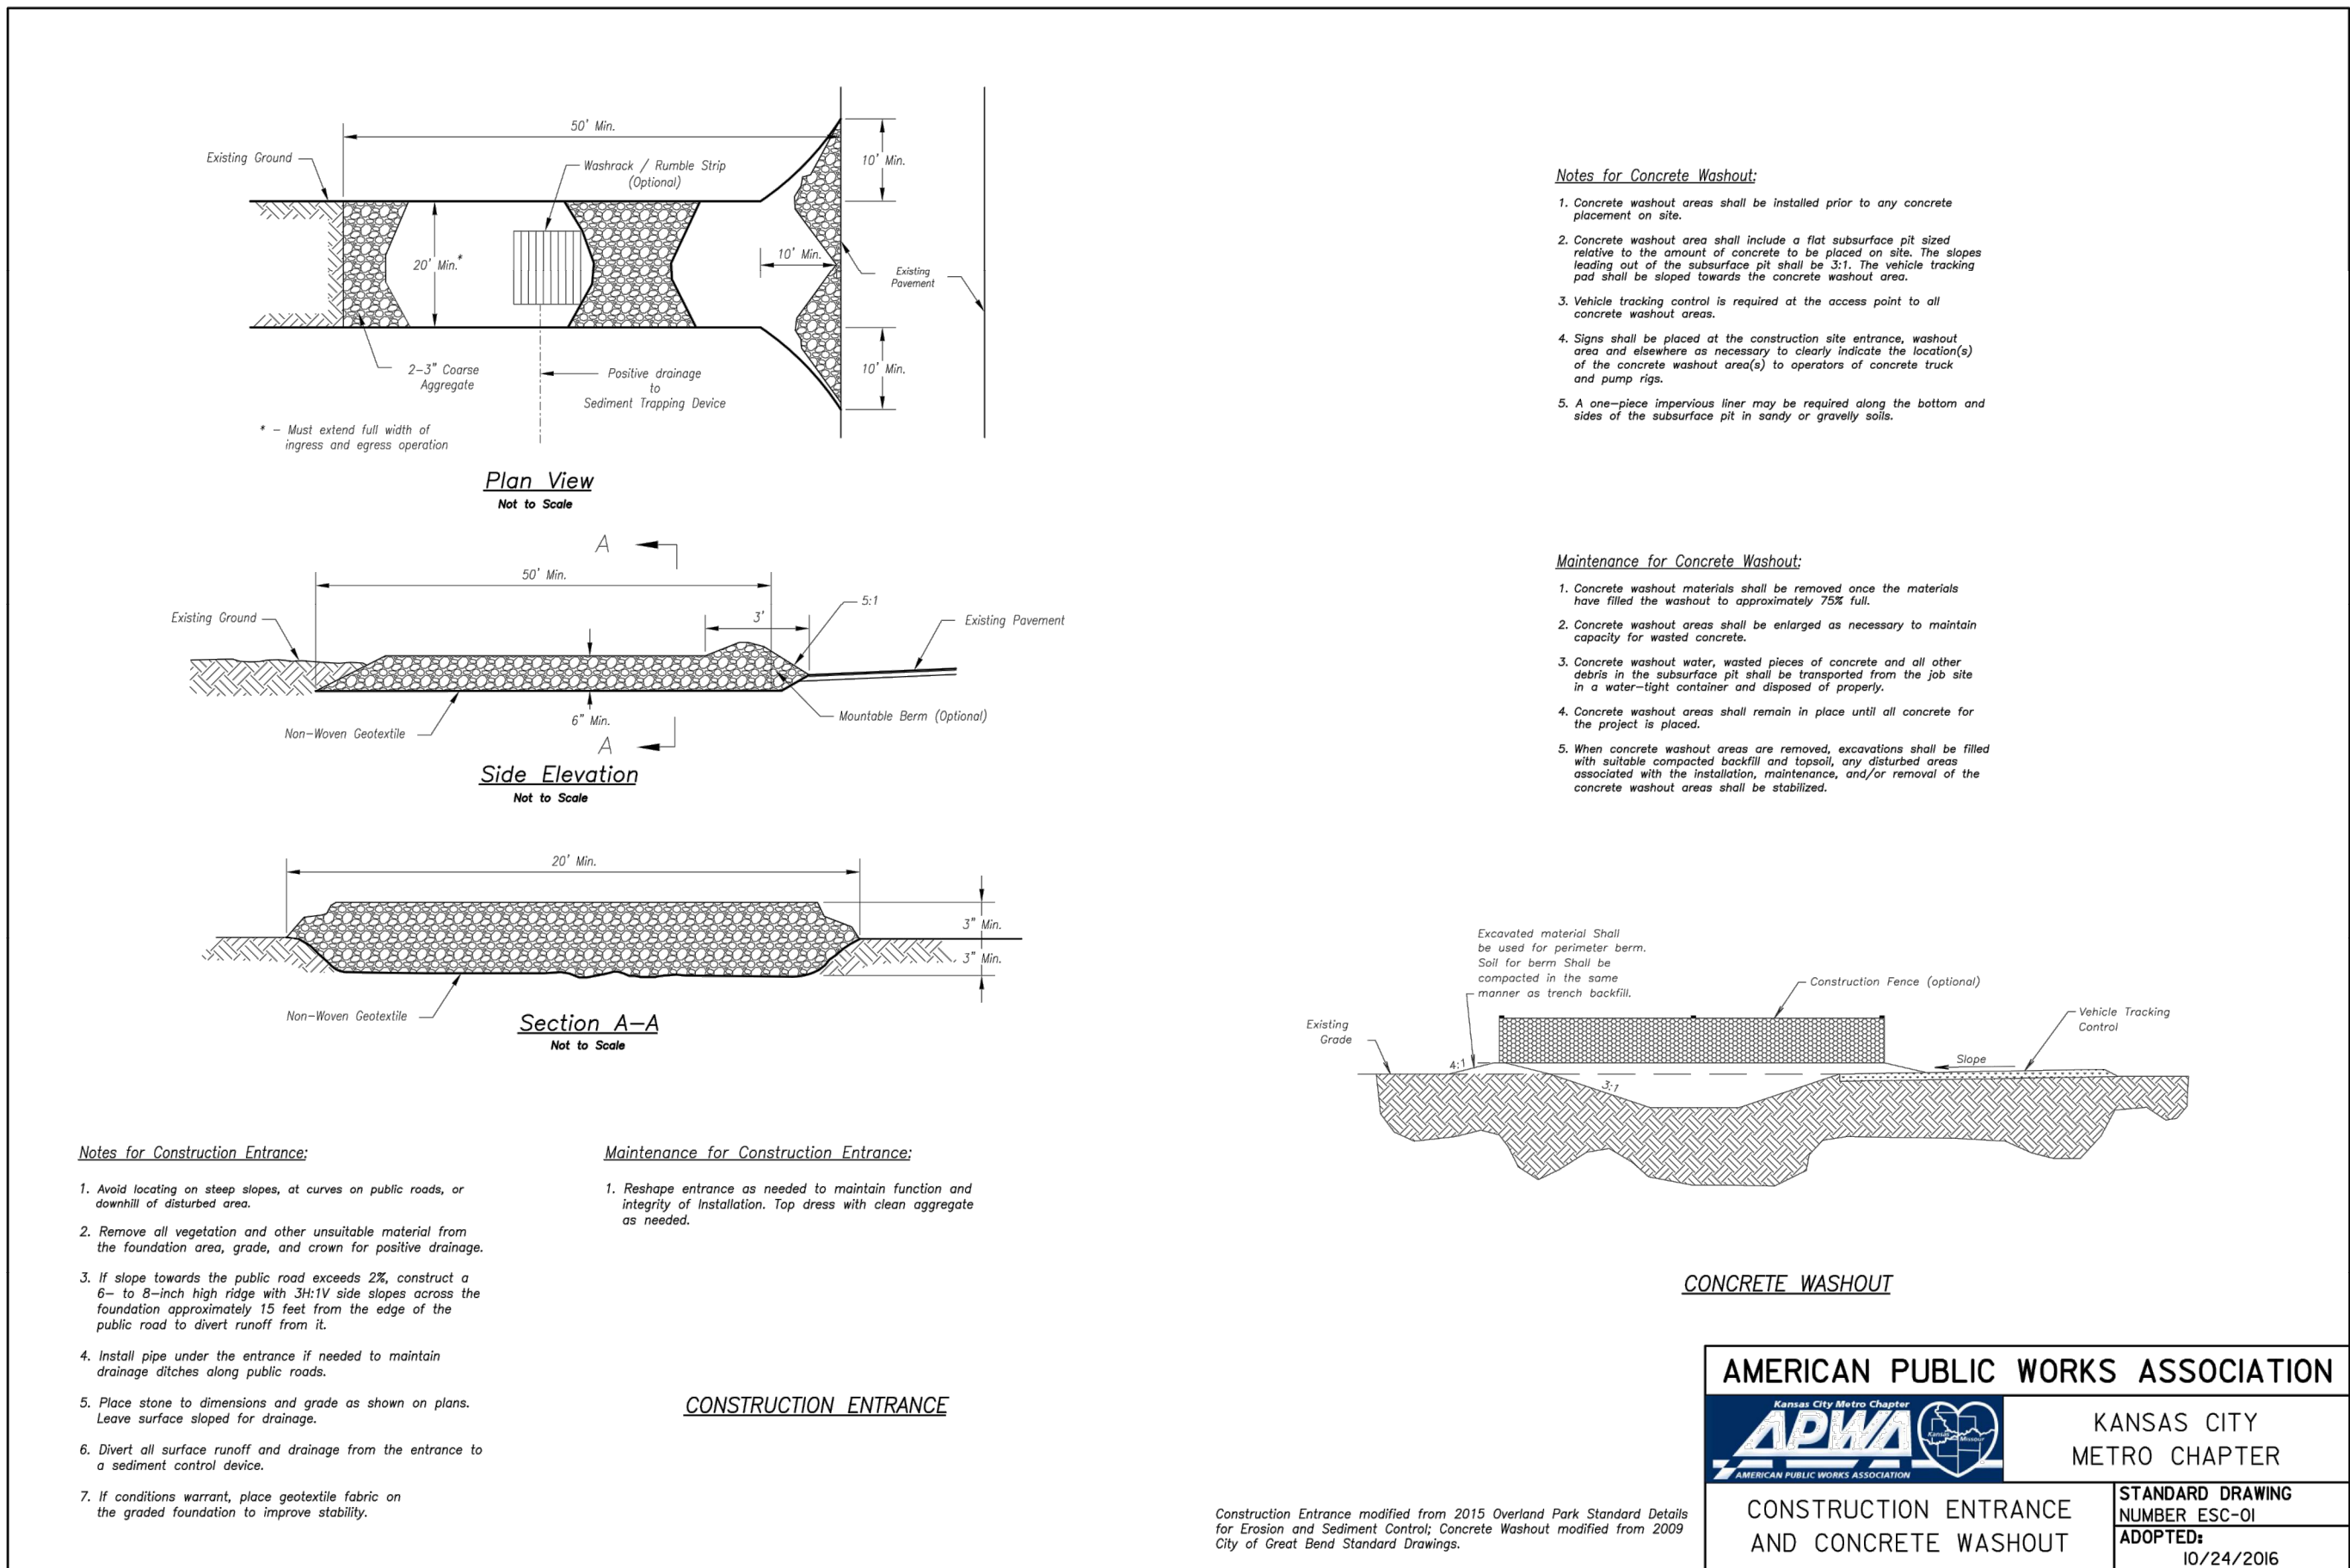 50' Min.
Existing Ground
Washrack / Rumble Strip
(Optional)
10' Min.
20' Min.*
10' Min.
Existing
Pavement
10' Min.
2-3" Coarse
Aggregate
Positive drainage
to
Sediment Trapping Device
* - Must extend full width of
ingress and egress operation
Plan View
Not to Scale
A
50' Min.
5:1
3'
Existing Ground
Existing Pavement
6" Min.
Mountable Berm (Optional)
Non-Woven Geotextile
A
Side Elevation
Not to Scale
20' Min.
3" Min.
3" Min.
Non-Woven Geotextile
Section A-A
Not to Scale
Notes for Construction Entrance:
1. Avoid locating on steep slopes, at curves on public roads, or
downhill of disturbed area.
2. Remove all vegetation and other unsuitable material from
the foundation area, grade, and crown for positive drainage.
3. If slope towards the public road exceeds 2%, construct a
6- to 8-inch high ridge with 3H:1V side slopes across the
foundation approximately 15 feet from the edge of the
public road to divert runoff from it.
4. Install pipe under the entrance if needed to maintain
drainage ditches along public roads.
5. Place stone to dimensions and grade as shown on plans.
Leave surface sloped for drainage.
6. Divert all surface runoff and drainage from the entrance to
a sediment control device.
7. If conditions warrant, place geotextile fabric on
the graded foundation to improve stability.
Maintenance for Construction Entrance:
1. Reshape entrance as needed to maintain function and
integrity of Installation. Top dress with clean aggregate
as needed.
CONSTRUCTION ENTRANCE
Notes for Concrete Washout:
1. Concrete washout areas shall be installed prior to any concrete
placement on site.
2. Concrete washout area shall include a flat subsurface pit sized
relative to the amount of concrete to be placed on site. The slopes
leading out of the subsurface pit shall be 3:1. The vehicle tracking
pad shall be sloped towards the concrete washout area.
3. Vehicle tracking control is required at the access point to all
concrete washout areas.
4. Signs shall be placed at the construction site entrance, washout
area and elsewhere as necessary to clearly indicate the location(s)
of the concrete washout area(s) to operators of concrete truck
and pump rigs.
5. A one-piece impervious liner may be required along the bottom and
sides of the subsurface pit in sandy or gravelly soils.
Maintenance for Concrete Washout:
1. Concrete washout materials shall be removed once the materials
have filled the washout to approximately 75% full.
2. Concrete washout areas shall be enlarged as necessary to maintain
capacity for wasted concrete.
3. Concrete washout water, wasted pieces of concrete and all other
debris in the subsurface pit shall be transported from the job site
in a water-tight container and disposed of properly.
4. Concrete washout areas shall remain in place until all concrete for
the project is placed.
5. When concrete washout areas are removed, excavations shall be filled
with suitable compacted backfill and topsoil, any disturbed areas
associated with the installation, maintenance, and/or removal of the
concrete washout areas shall be stabilized.
Excavated material Shall
be used for perimeter berm.
Soil for berm Shall be
compacted in the same
manner as trench backfill.
Construction Fence (optional)
Existing
Grade
Vehicle Tracking
Control
4:1
Slope
3:1
CONCRETE WASHOUT
Construction Entrance modified from 2015 Overland Park Standard Details
for Erosion and Sediment Control; Concrete Washout modified from 2009
City of Great Bend Standard Drawings.
AMERICAN PUBLIC WORKS ASSOCIATION
Kansas City Metro Chapter
APWA
Kansas Missouri
AMERICAN PUBLIC WORKS ASSOCIATION
KANSAS CITY
METRO CHAPTER
CONSTRUCTION ENTRANCE
AND CONCRETE WASHOUT
STANDARD DRAWING
NUMBER ESC-01
ADOPTED:
10/24/2016